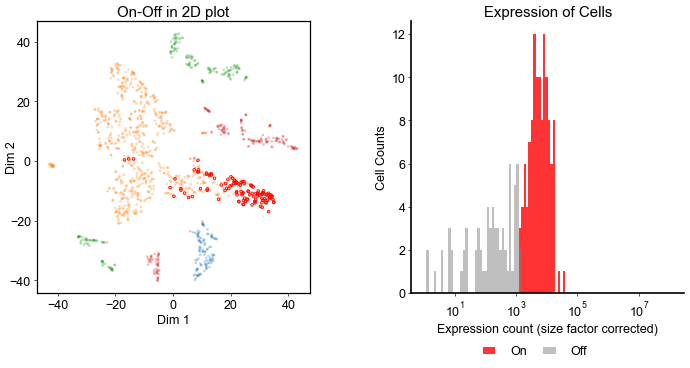 On-Off in 2D plot
Dim 2
40
20
0
−20
−40
−40 −20 0 20 40
Dim 1
Expression of Cells
Cell Counts
12
10
8
6
4
2
0
10^1 10^3 10^5 10^7
Expression count (size factor corrected)
On Off